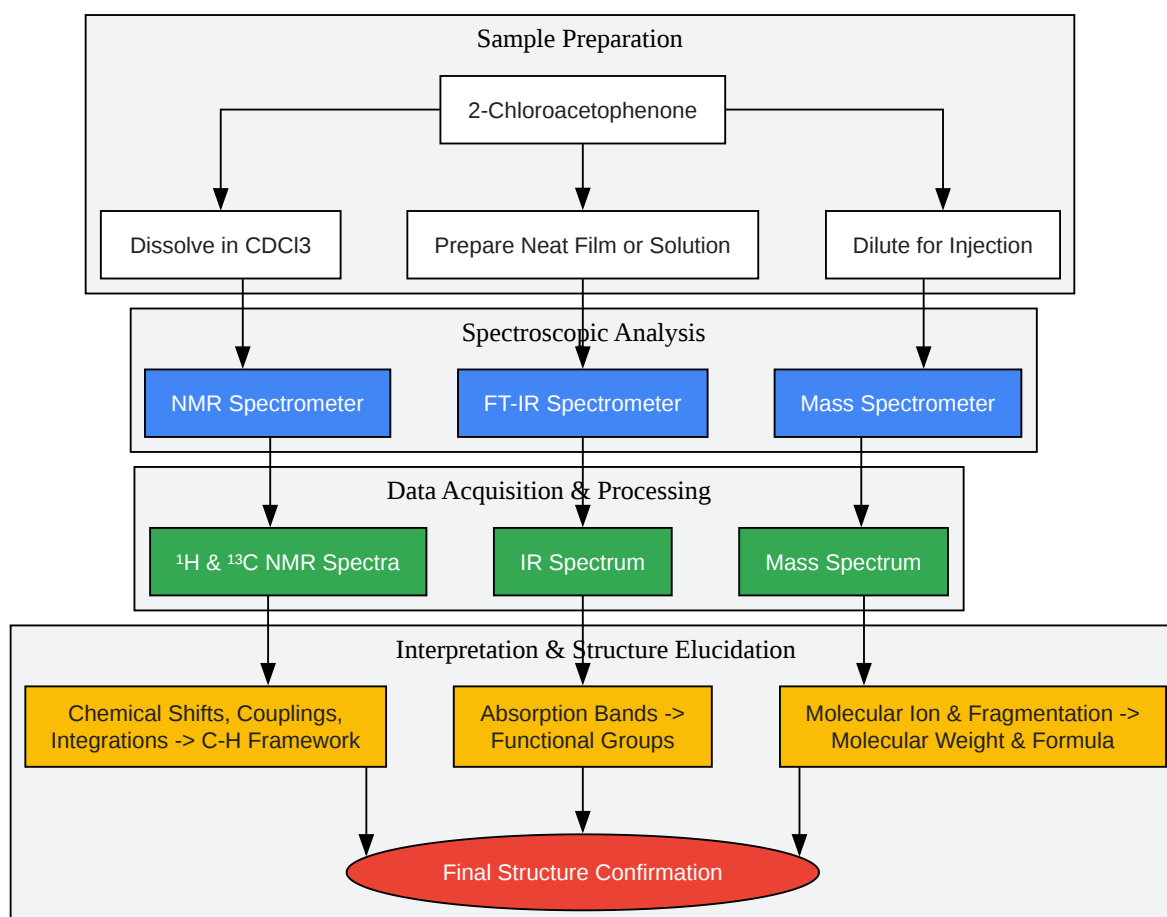 Sample Preparation
2-Chloroacetophenone
Dissolve in CDCl3
Prepare Neat Film or Solution
Dilute for Injection
Spectroscopic Analysis
NMR Spectrometer
FT-IR Spectrometer
Mass Spectrometer
Data Acquisition & Processing
¹H & ¹³C NMR Spectra
IR Spectrum
Mass Spectrum
Interpretation & Structure Elucidation
Chemical Shifts, Couplings,
Integrations -> C-H Framework
Absorption Bands ->
Functional Groups
Molecular Ion & Fragmentation ->
Molecular Weight & Formula
Final Structure Confirmation